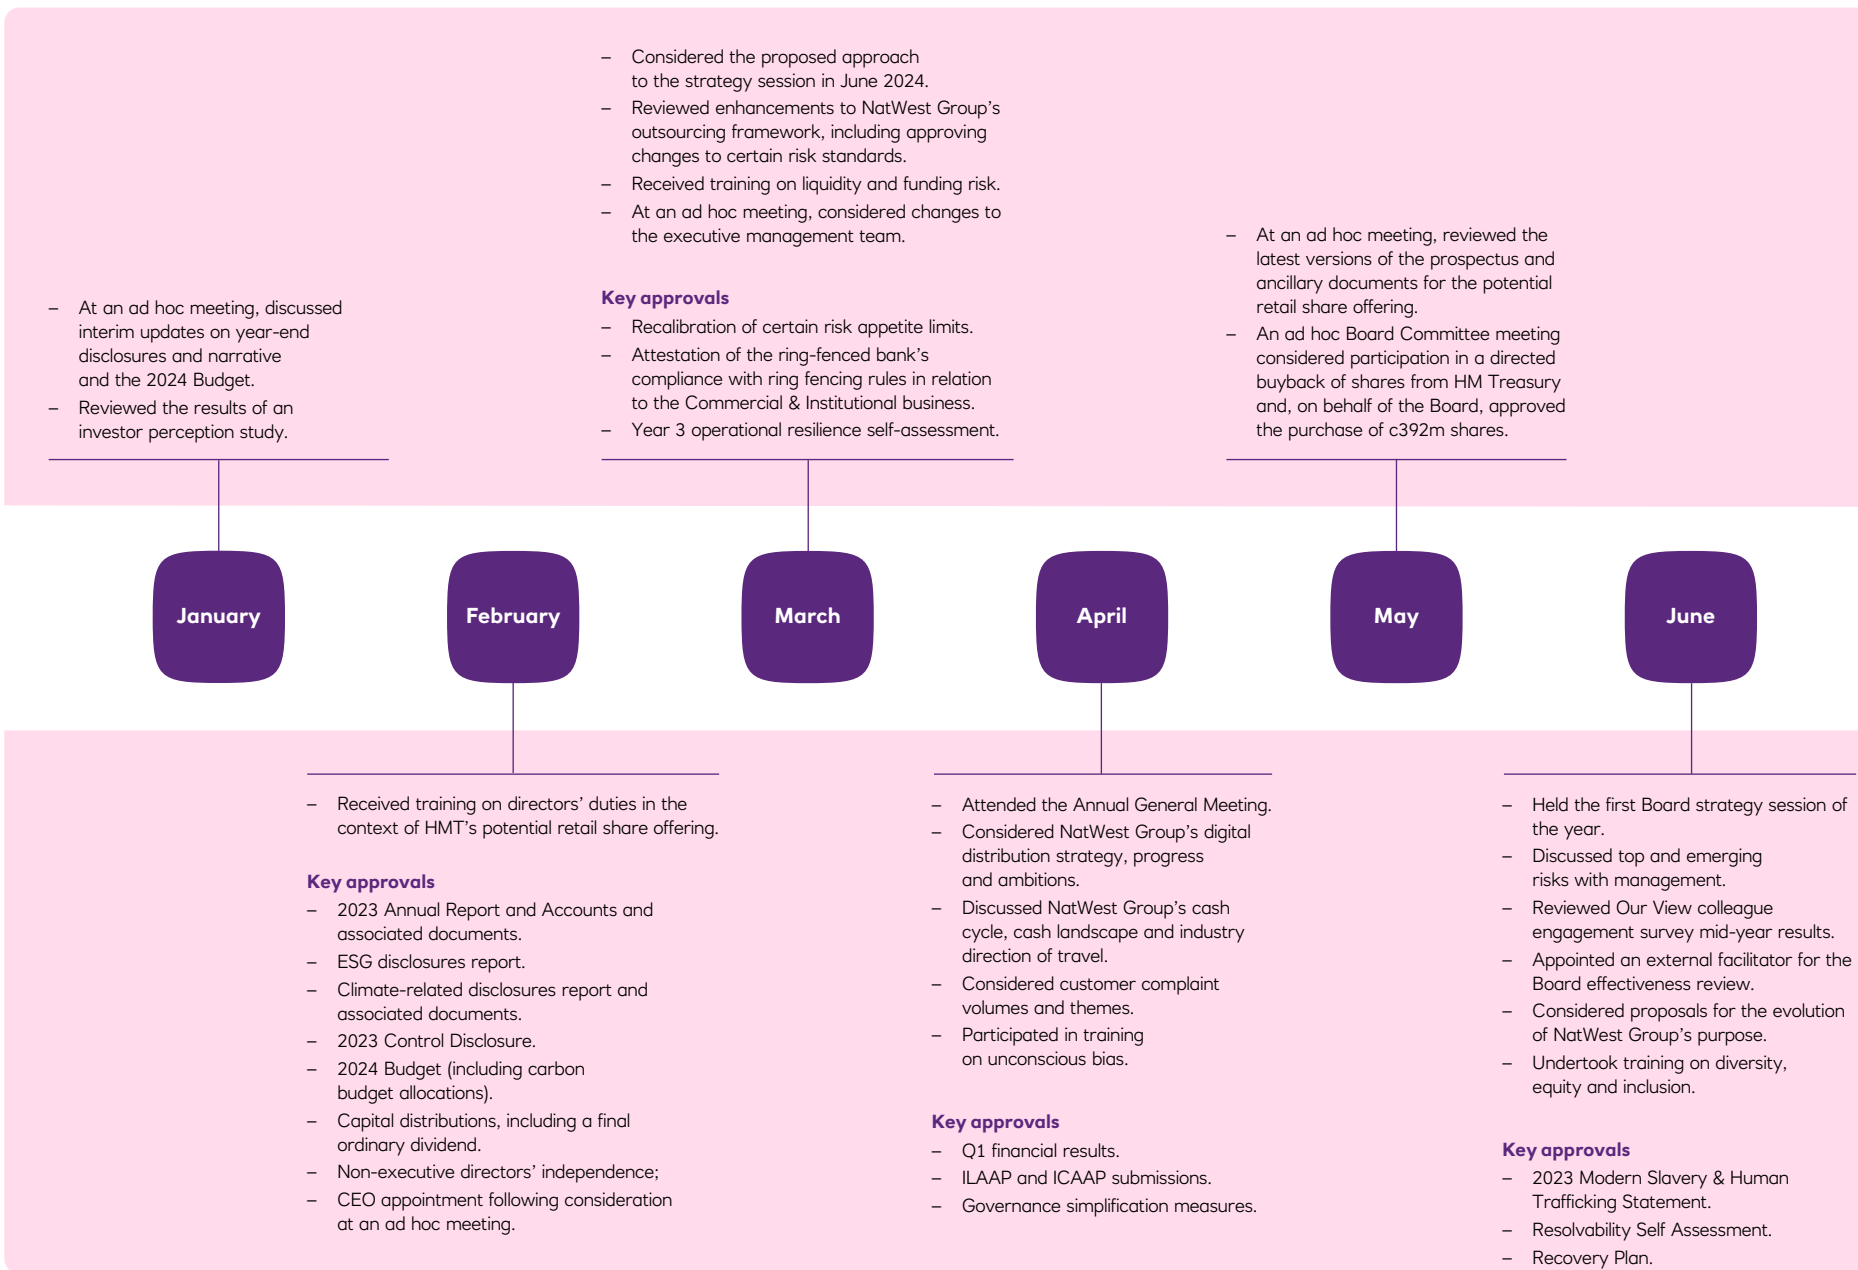 – At an ad hoc meeting, discussed
interim updates on year-end
disclosures and narrative
and the 2024 Budget.
– Reviewed the results of an
investor perception study.
– Considered the proposed approach
to the strategy session in June 2024.
– Reviewed enhancements to NatWest Group’s
outsourcing framework, including approving
changes to certain risk standards.
– Received training on liquidity and funding risk.
– At an ad hoc meeting, considered changes to
the executive management team.
Key approvals
– Recalibration of certain risk appetite limits.
– Attestation of the ring-fenced bank’s
compliance with ring fencing rules in relation
to the Commercial & Institutional business.
– Year 3 operational resilience self-assessment.
– At an ad hoc meeting, reviewed the
latest versions of the prospectus and
ancillary documents for the potential
retail share offering.
– An ad hoc Board Committee meeting
considered participation in a directed
buyback of shares from HM Treasury
and, on behalf of the Board, approved
the purchase of c392m shares.
January
February
March
April
May
June
– Received training on directors’ duties in the
context of HMT’s potential retail share offering.
Key approvals
– 2023 Annual Report and Accounts and
associated documents.
– ESG disclosures report.
– Climate-related disclosures report and
associated documents.
– 2023 Control Disclosure.
– 2024 Budget (including carbon
budget allocations).
– Capital distributions, including a final
ordinary dividend.
– Non-executive directors’ independence;
– CEO appointment following consideration
at an ad hoc meeting.
– Attended the Annual General Meeting.
– Considered NatWest Group’s digital
distribution strategy, progress
and ambitions.
– Discussed NatWest Group’s cash
cycle, cash landscape and industry
direction of travel.
– Considered customer complaint
volumes and themes.
– Participated in training
on unconscious bias.
Key approvals
– Q1 financial results.
– ILAAP and ICAAP submissions.
– Governance simplification measures.
– Held the first Board strategy session of
the year.
– Discussed top and emerging
risks with management.
– Reviewed Our View colleague
engagement survey mid-year results.
– Appointed an external facilitator for the
Board effectiveness review.
– Considered proposals for the evolution
of NatWest Group’s purpose.
– Undertook training on diversity,
equity and inclusion.
Key approvals
– 2023 Modern Slavery & Human
Trafficking Statement.
– Resolvability Self Assessment.
– Recovery Plan.